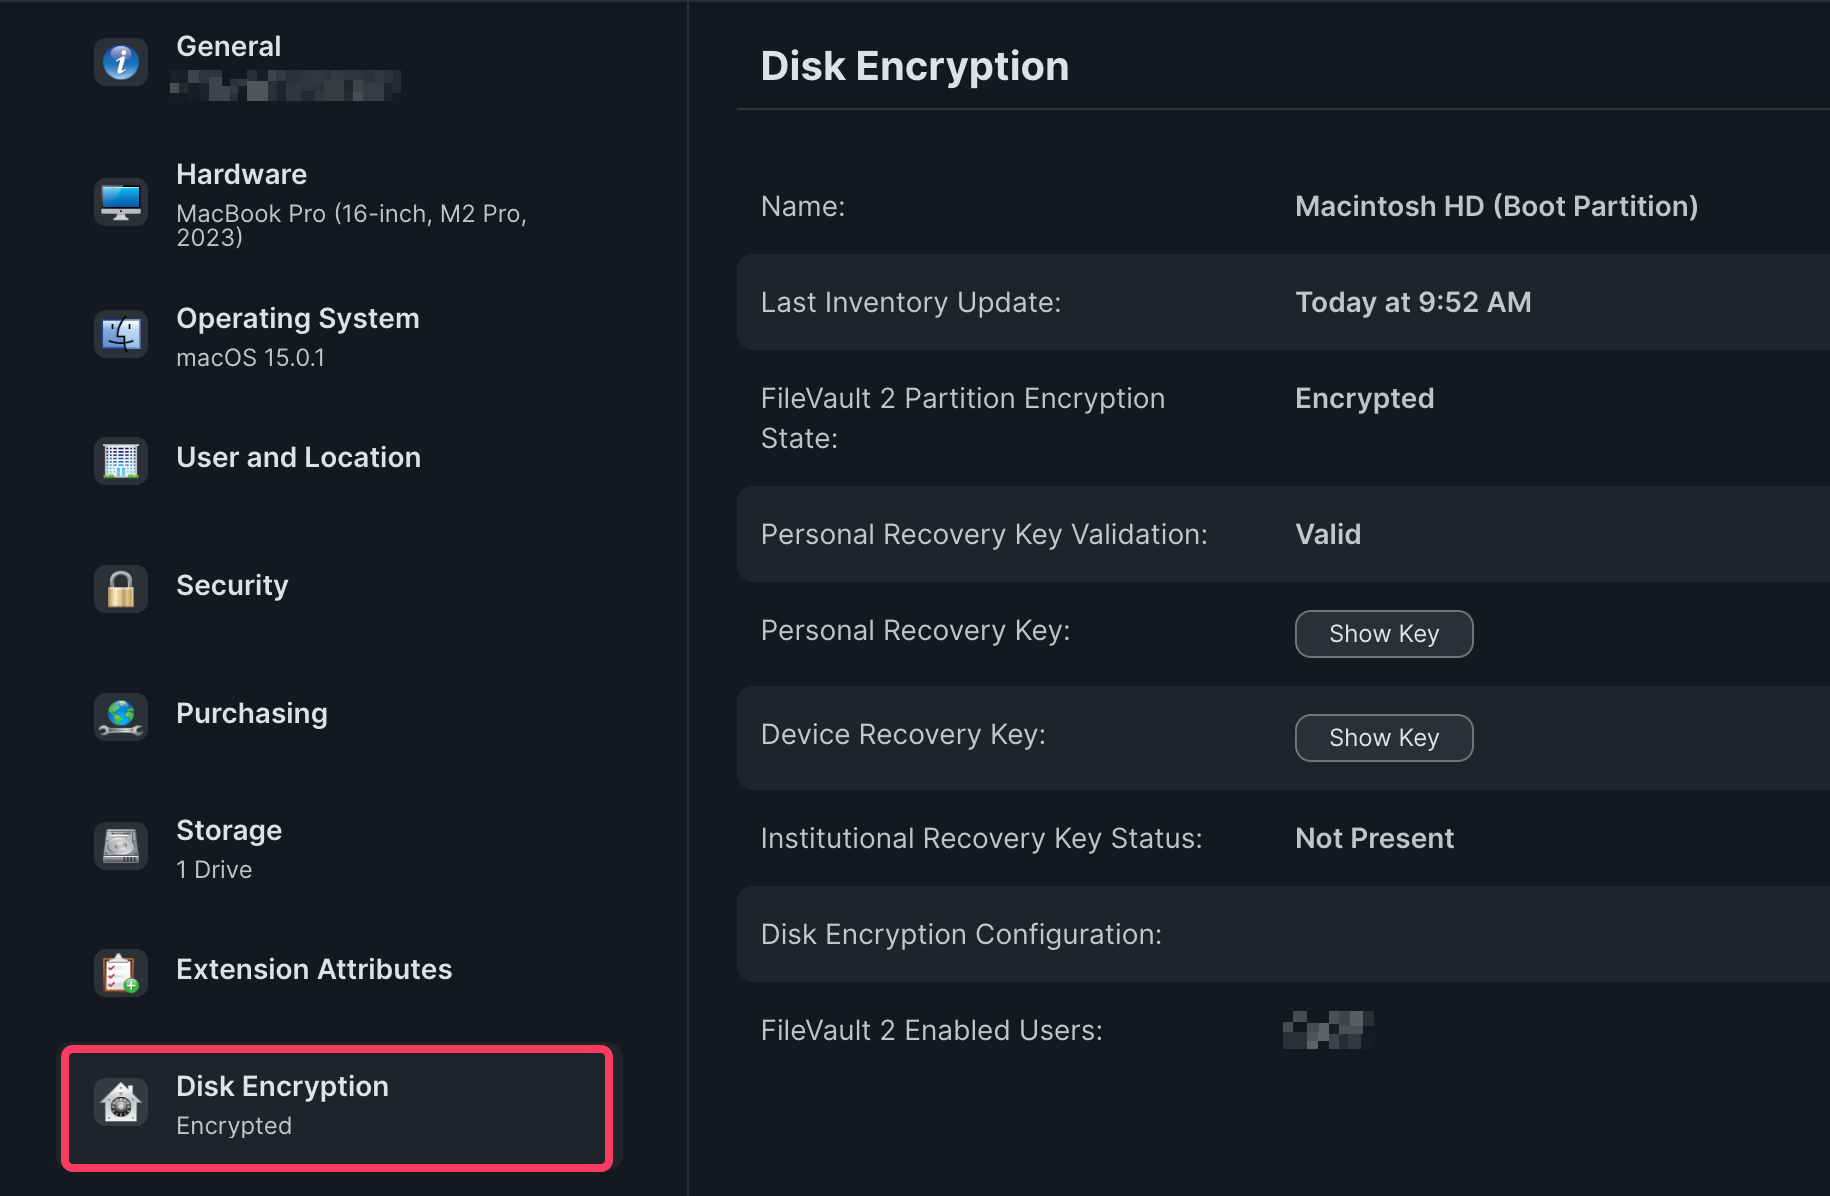 General
Hardware
MacBook Pro (16-inch, M2 Pro,
2023)
Operating System
macOS 15.0.1
User and Location
Security
Purchasing
Storage
1 Drive
Extension Attributes
Disk Encryption
Encrypted
Disk Encryption
Name: Macintosh HD (Boot Partition)
Last Inventory Update: Today at 9:52 AM
FileVault 2 Partition Encryption Encrypted
State:
Personal Recovery Key Validation: Valid
Personal Recovery Key: Show Key
Device Recovery Key: Show Key
Institutional Recovery Key Status: Not Present
Disk Encryption Configuration:
FileVault 2 Enabled Users: